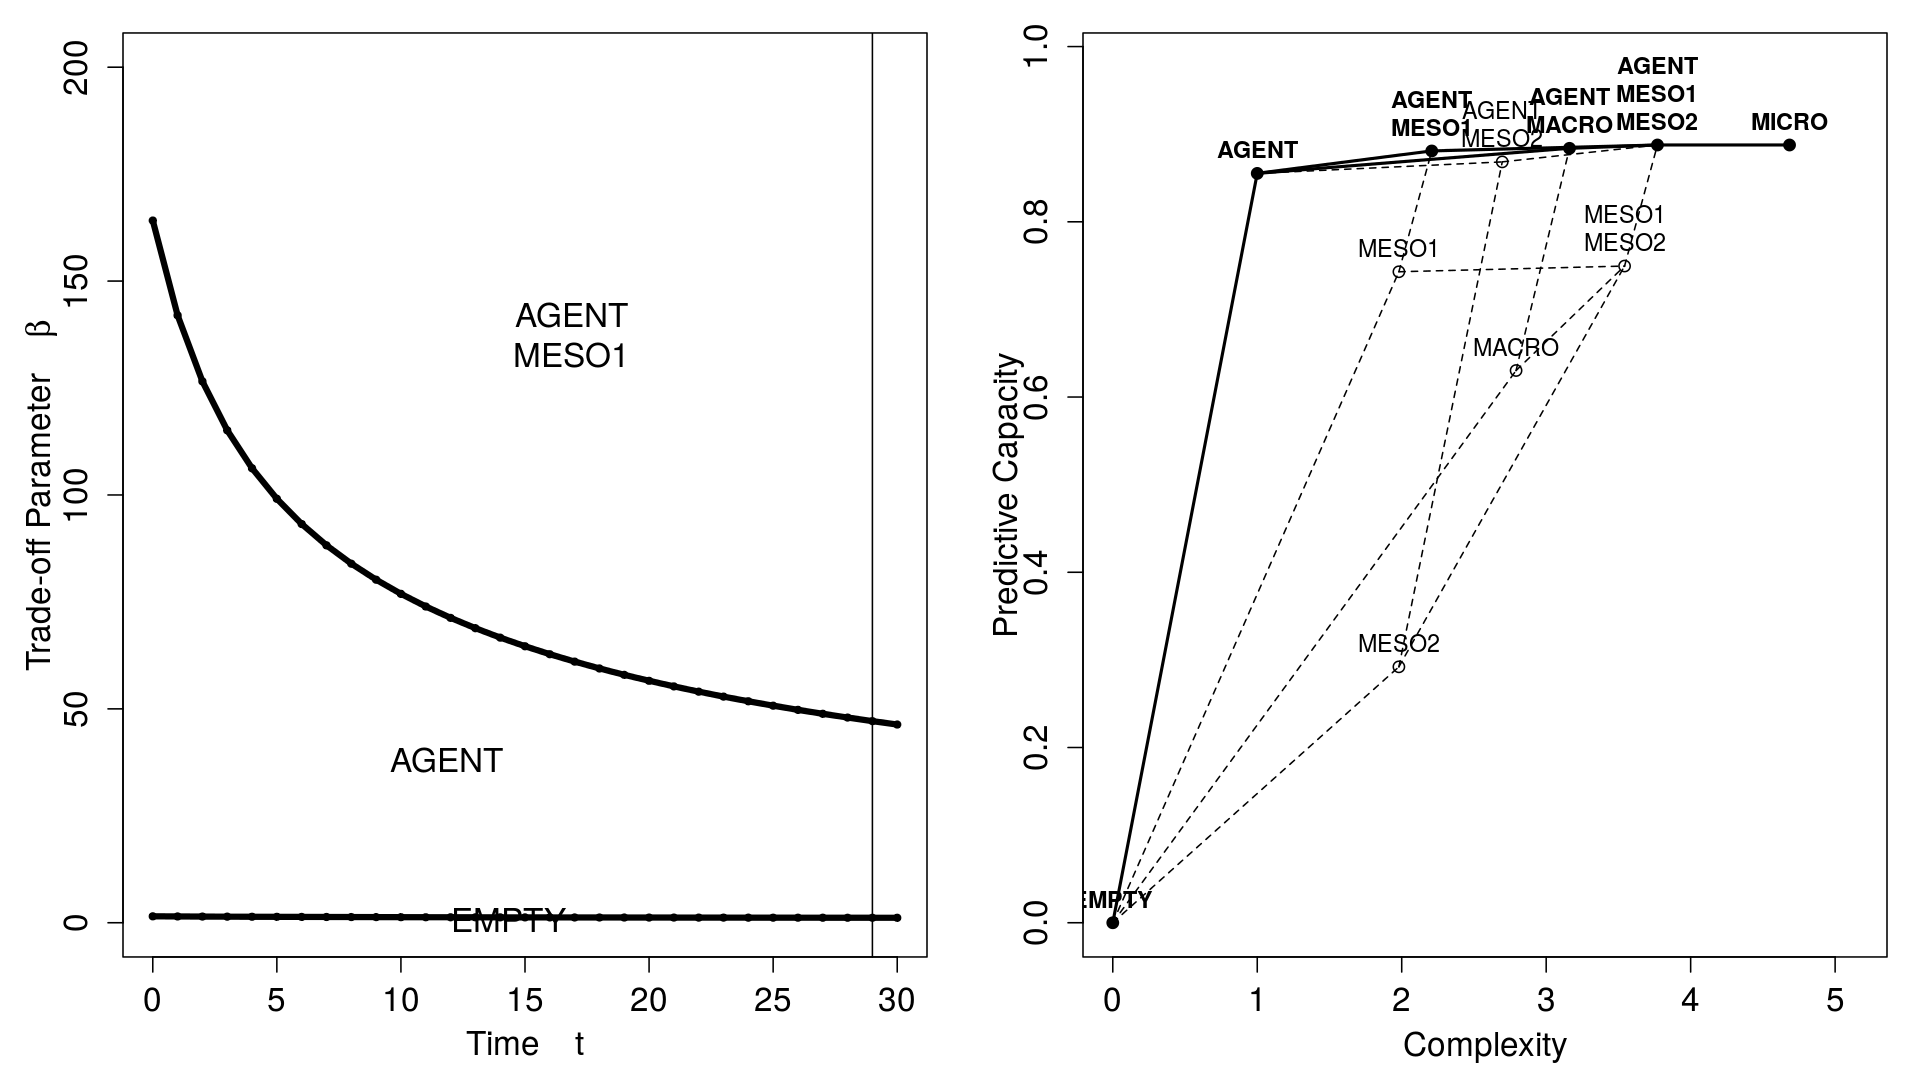 Trade-off Parameter β
200
150
100
50
0
AGENT
MESO1
AGENT
EMPTY
0 5 10 15 20 25 30
Time t
Predictive Capacity
1.0
0.8
0.6
0.4
0.2
0.0
AGENT
AGENT
MESO1
AGENT
MESO2
AGENT
MACRO
AGENT
MESO1
MESO2
MICRO
MESO1
MESO1
MESO2
MACRO
MESO2
EMPTY
0 1 2 3 4 5
Complexity